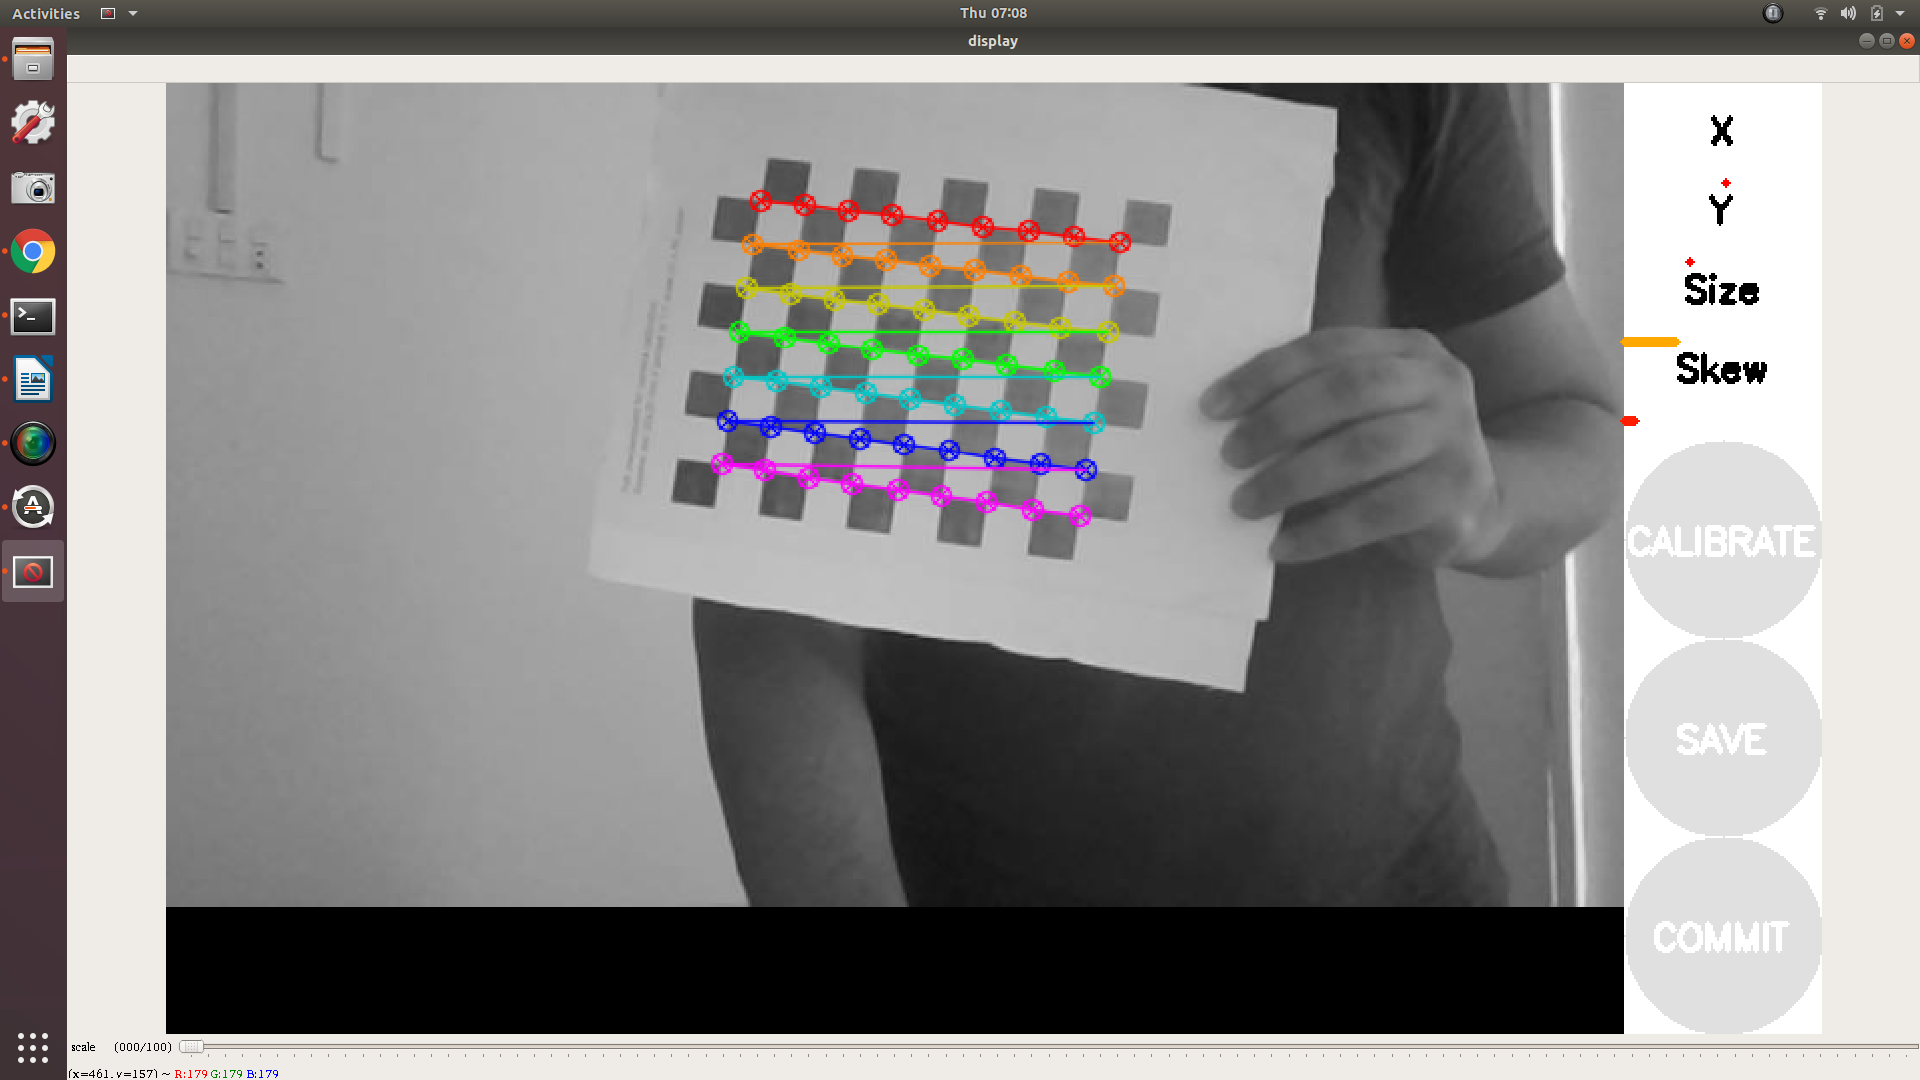 Activities
Thu 07:08
display
X
Y
Size
Skew
CALIBRATE
SAVE
COMMIT
scale (000/100)
(x=461, y=157) ~ R:179 G:179 B:179